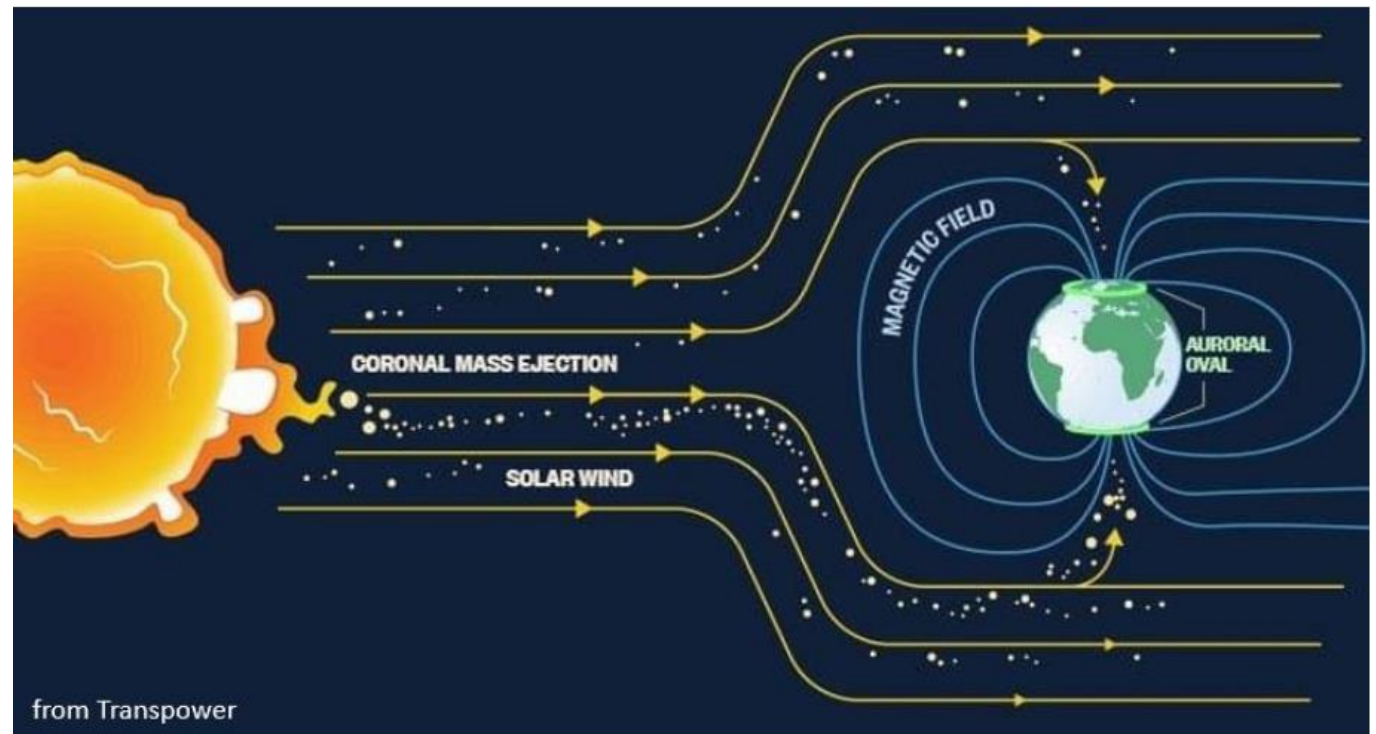 MAGNETIC FIELD
CORONAL MASS EJECTION
AURORAL
OVAL
SOLAR WIND
from Transpower